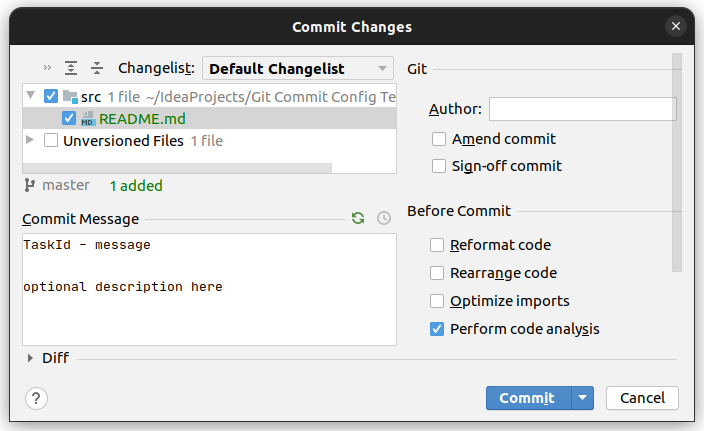 Commit Changes
Changelist: Default Changelist
src 1 file ~/IdeaProjects/Git Commit Config Te
MD README.md
Unversioned Files 1 file
master 1 added
Commit Message
TaskId - message
optional description here
Diff
Git
Author:
Amend commit
Sign-off commit
Before Commit
Reformat code
Rearrange code
Optimize imports
Perform code analysis
?
Commit
Cancel